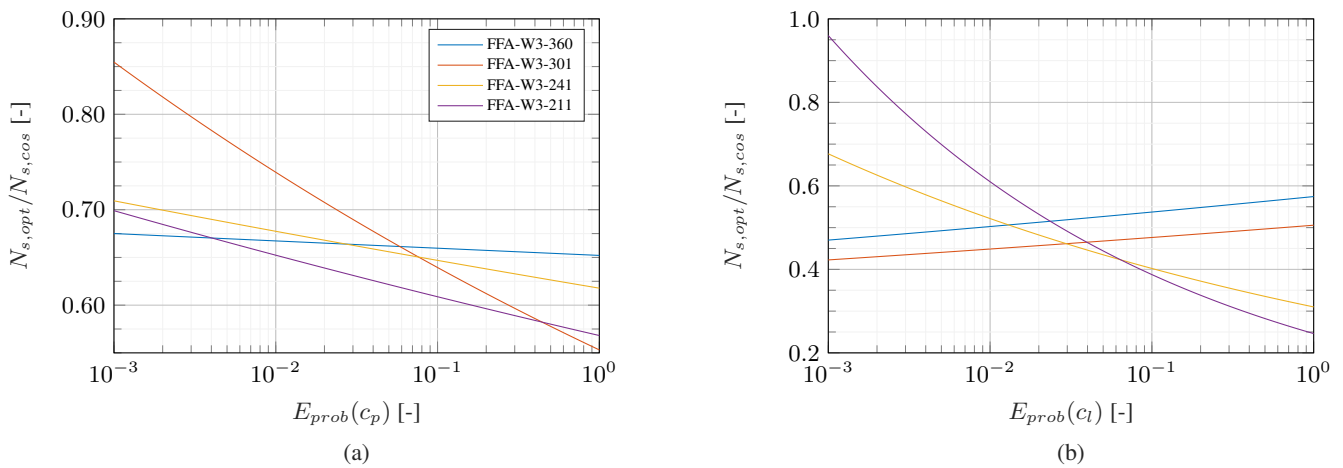 0.90
0.80
0.70
0.60
N_{s,opt}/N_{s,cos} [-]
FFA-W3-360
FFA-W3-301
FFA-W3-241
FFA-W3-211
10^{-3} 10^{-2} 10^{-1} 10^{0}
E_{prob}(c_p) [-]
(a)
1.0
0.8
0.6
0.4
0.2
N_{s,opt}/N_{s,cos} [-]
10^{-3} 10^{-2} 10^{-1} 10^{0}
E_{prob}(c_l) [-]
(b)